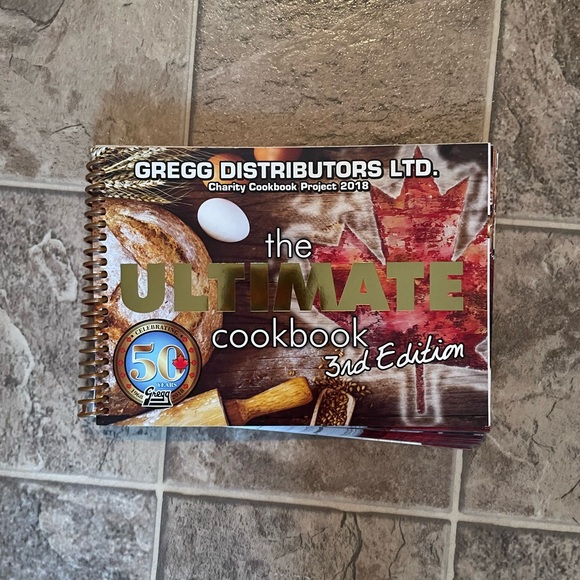 GREGG DISTRIBUTORS LTD.
Charity Cookbook Project 2018
the
ULTIMATE
cookbook
3rd Edition
CELEBRATING
50
YEARS
Gregg